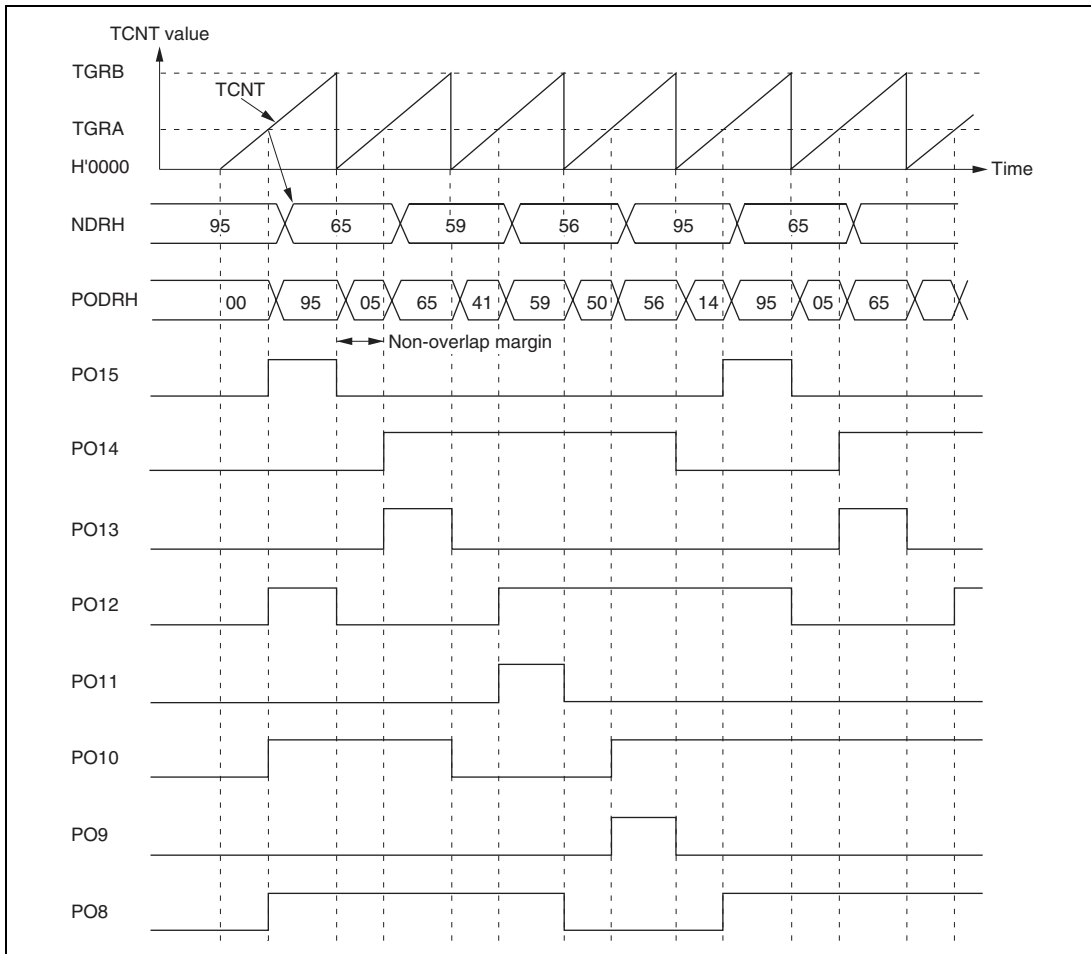 TCNT value
TGRB
TCNT
TGRA
H'0000
Time
NDRH
95 65 59 56 95 65
PODRH
00 95 05 65 41 59 50 56 14 95 05 65
Non-overlap margin
PO15
PO14
PO13
PO12
PO11
PO10
PO9
PO8